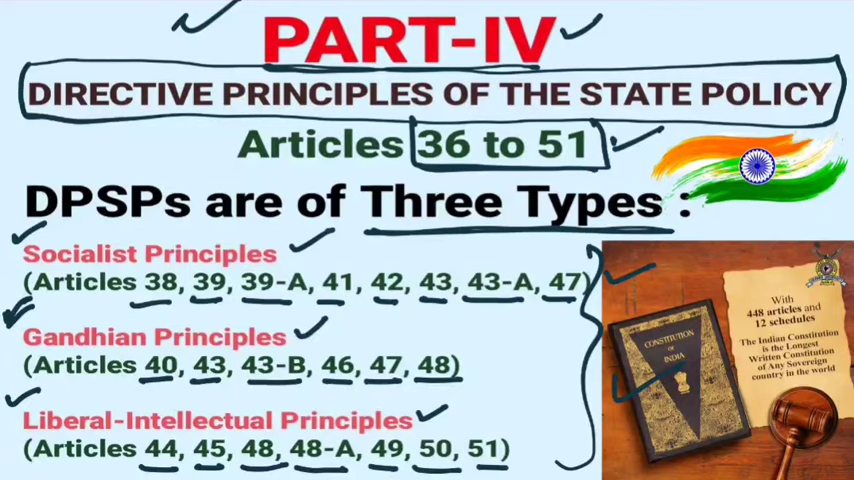 PART-IV
DIRECTIVE PRINCIPLES OF THE STATE POLICY
Articles 36 to 51
DPSPs are of Three Types :
Socialist Principles
(Articles 38, 39, 39-A, 41, 42, 43, 43-A, 47)
Gandhian Principles
(Articles 40, 43, 43-B, 46, 47, 48)
Liberal-Intellectual Principles
(Articles 44, 45, 48, 48-A, 49, 50, 51)
CONSTITUTION
OF
INDIA
With
448 articles and
12 schedules
The Indian Constitution
is the Longest
Written Constitution
of Any Sovereign
country in the world